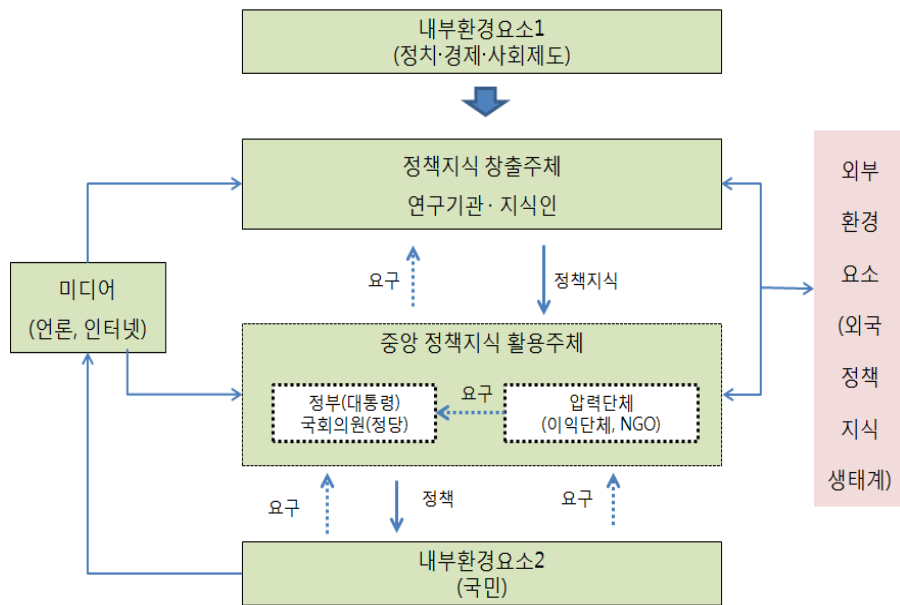 내부환경요소1
(정치·경제·사회제도)
정책지식 창출주체
연구기관· 지식인
요구
정책지식
미디어
(언론, 인터넷)
중앙 정책지식 활용주체
정부(대통령)
국회의원(정당)
요구
압력단체
(이익단체, NGO)
요구
정책
요구
내부환경요소2
(국민)
외부
환경
요소
(외국
정책
지식
생태계)